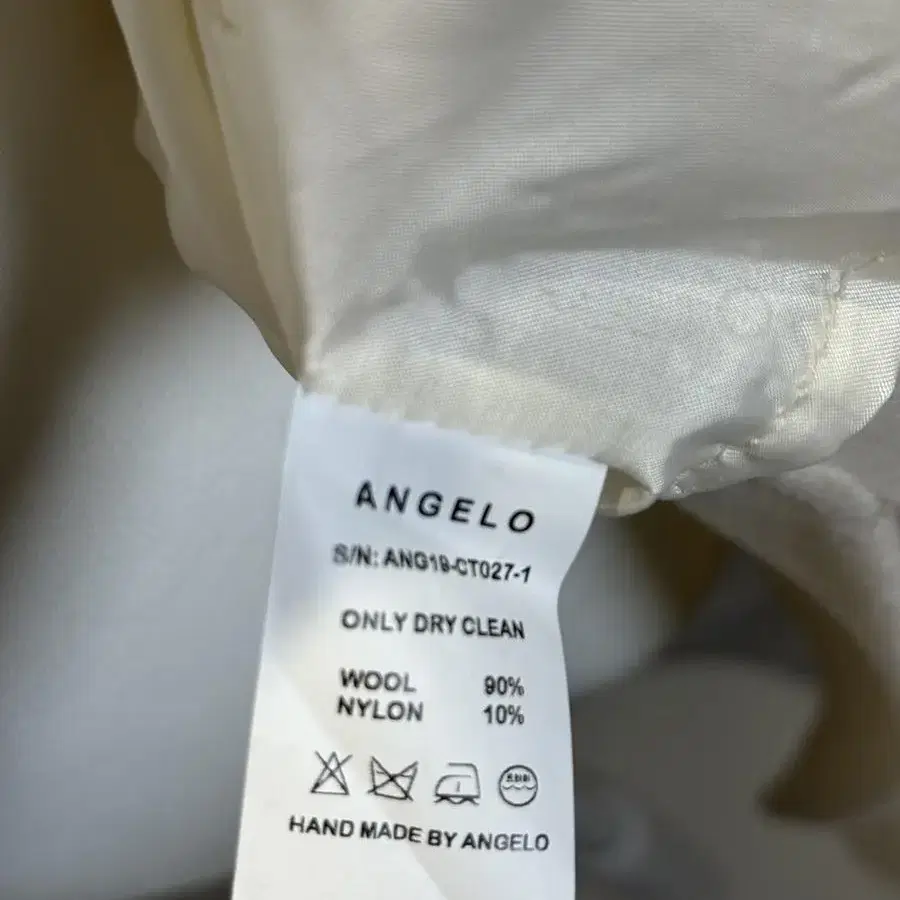 ANGELO
S/N: ANG19-CT027-1
ONLY DRY CLEAN
WOOL 90%
NYLON 10%
HAND MADE BY ANGELO